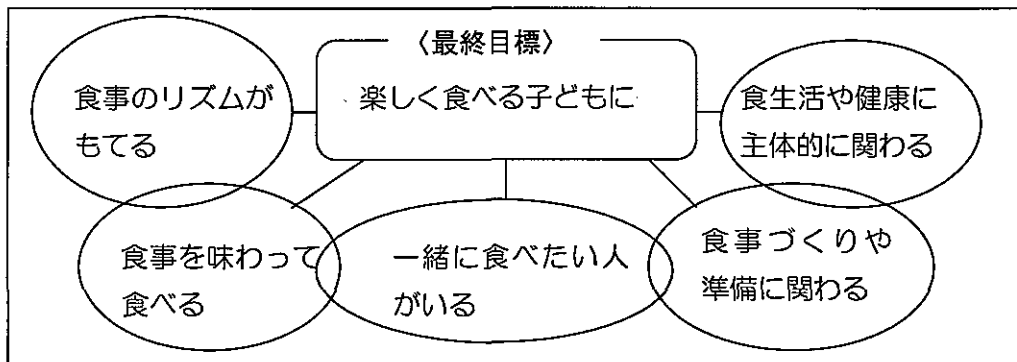 〈最終目標〉
楽しく食べる子どもに
食事のリズムが
もてる
食生活や健康に
主体的に関わる
食事を味わって
食べる
一緒に食べたい人
がいる
食事づくりや
準備に関わる